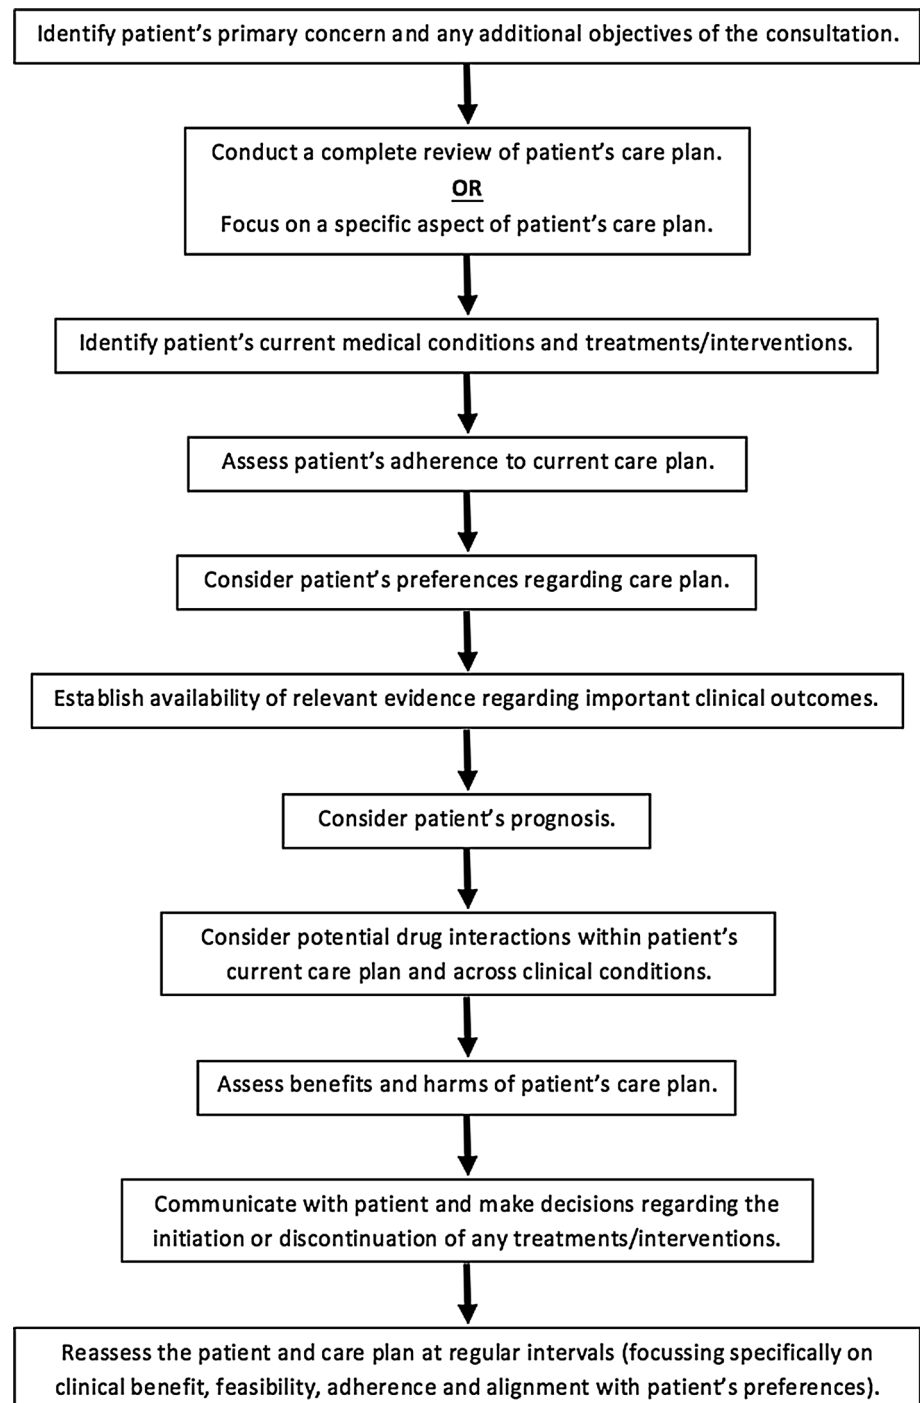 Identify patient’s primary concern and any additional objectives of the consultation.
Conduct a complete review of patient’s care plan.
OR
Focus on a specific aspect of patient’s care plan.
Identify patient’s current medical conditions and treatments/interventions.
Assess patient’s adherence to current care plan.
Consider patient’s preferences regarding care plan.
Establish availability of relevant evidence regarding important clinical outcomes.
Consider patient’s prognosis.
Consider potential drug interactions within patient’s
current care plan and across clinical conditions.
Assess benefits and harms of patient’s care plan.
Communicate with patient and make decisions regarding the
initiation or discontinuation of any treatments/interventions.
Reassess the patient and care plan at regular intervals (focussing specifically on
clinical benefit, feasibility, adherence and alignment with patient’s preferences).